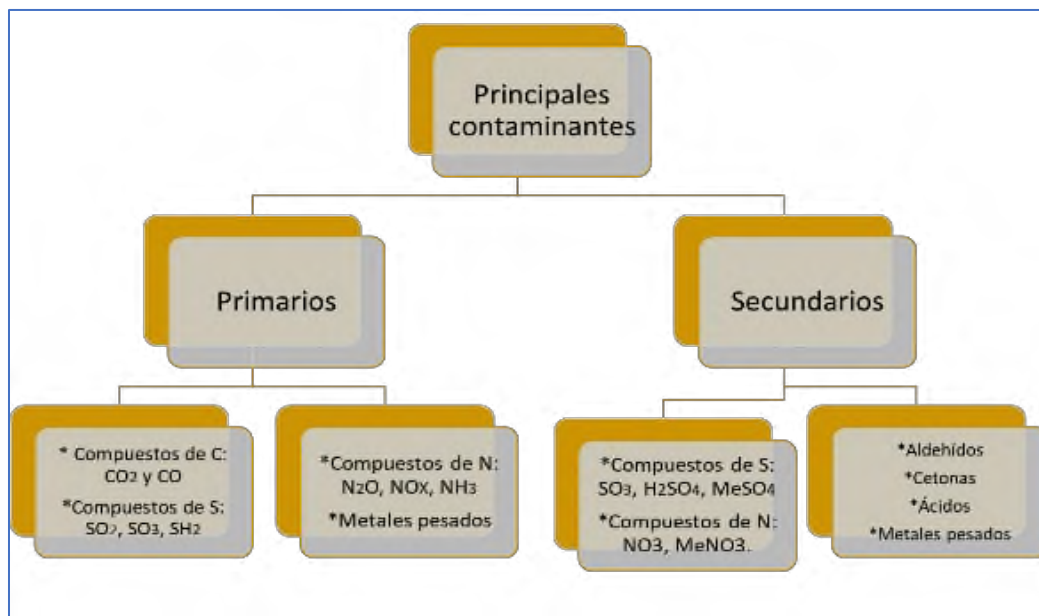 Principales
contaminantes
Primarios
Secundarios
* Compuestos de C:
CO2 y CO
*Compuestos de S:
SO2, SO3, SH2
*Compuestos de N:
N2O, NOX, NH3
*Metales pesados
*Compuestos de S:
SO3, H2SO4, MeSO4
*Compuestos de N:
NO3, MeNO3.
*Aldehídos
*Cetonas
*Ácidos
*Metales pesados